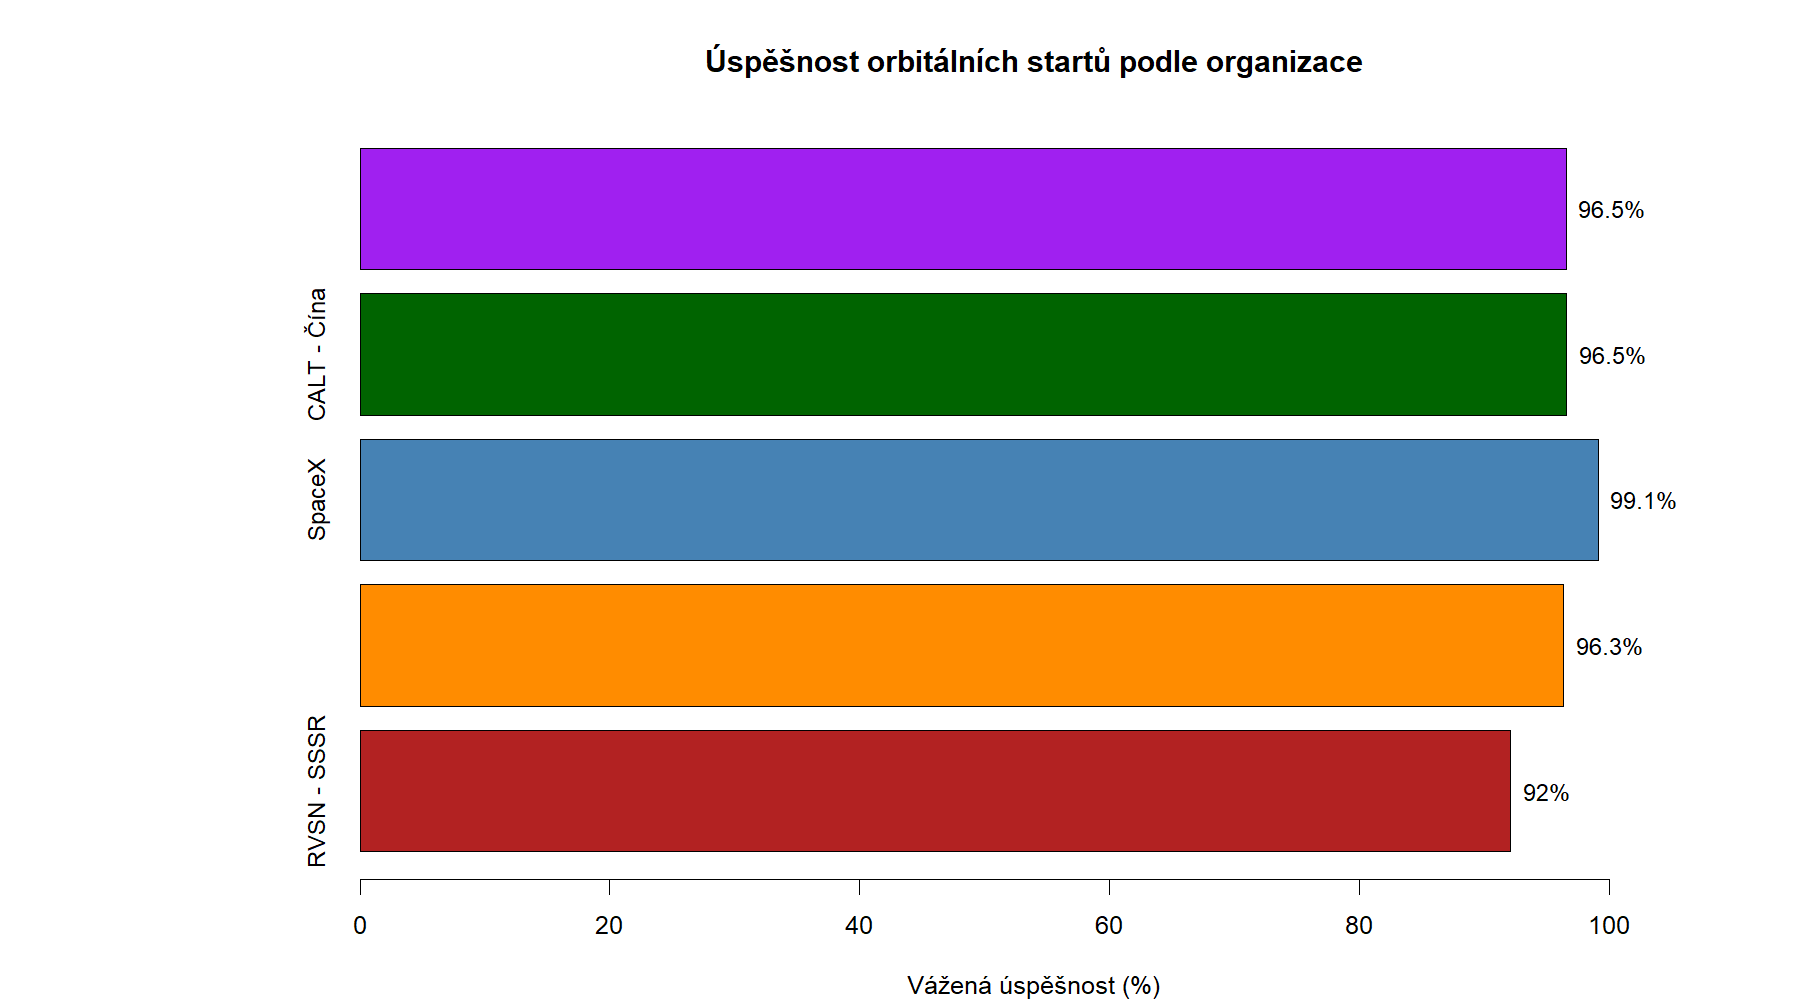 Úspěšnost orbitálních startů podle organizace
96.5%
CALT - Čína
96.5%
SpaceX
99.1%
96.3%
RVSN - SSSR
92%
0 20 40 60 80 100
Vážená úspěšnost (%)